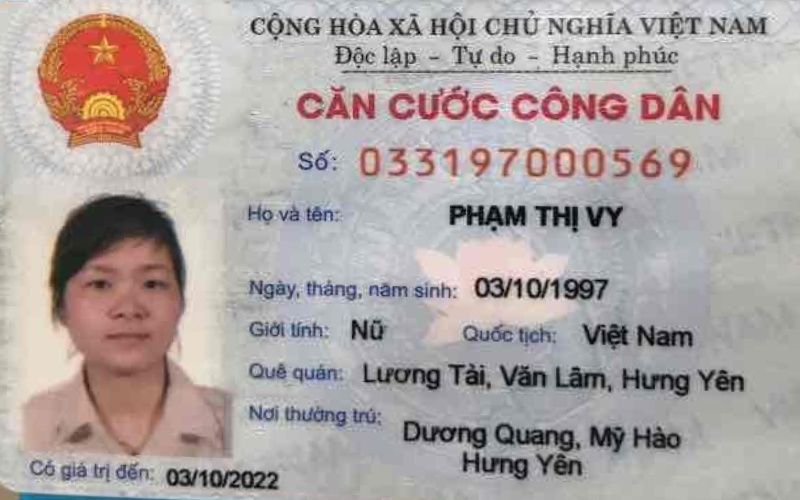 CỘNG HÒA XÃ HỘI CHỦ NGHĨA VIỆT NAM
Độc lập - Tự do - Hạnh phúc
CĂN CƯỚC CÔNG DÂN
Số: 033197000569
Họ và tên: PHẠM THỊ VY
Ngày, tháng, năm sinh: 03/10/1997
Giới tính: Nữ Quốc tịch: Việt Nam
Quê quán: Lương Tài, Văn Lâm, Hưng Yên
Nơi thường trú: Dương Quang, Mỹ Hào
Hưng Yên
Có giá trị đến: 03/10/2022